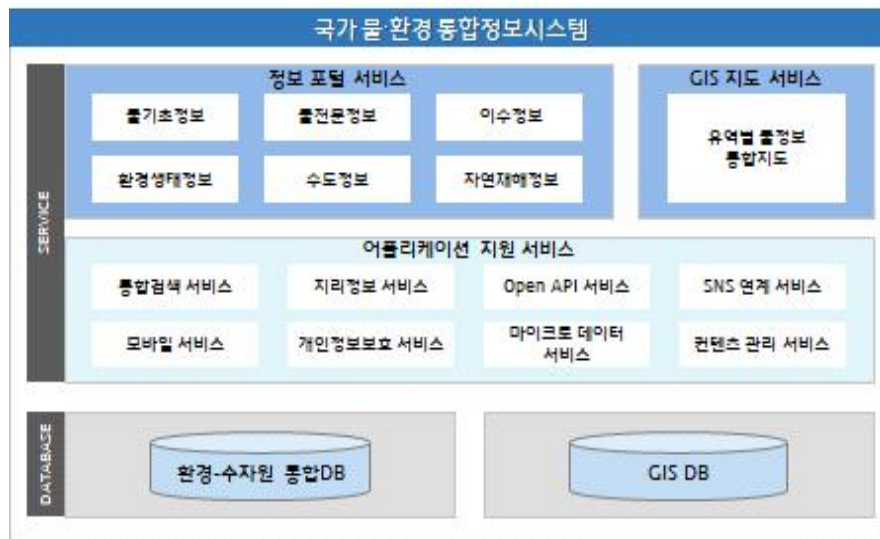 국가 물·환경 통합정보시스템
SERVICE
정보 포털 서비스
물기초정보
물전문정보
이수정보
환경생태정보
수도정보
자연재해정보
GIS 지도 서비스
유역별 물정보
통합지도
어플리케이션 지원 서비스
통합검색 서비스
지리정보 서비스
Open API 서비스
SNS 연계 서비스
모바일 서비스
개인정보보호 서비스
마이크로 데이터
서비스
컨텐츠 관리 서비스
DATABASE
환경-수자원 통합DB
GIS DB